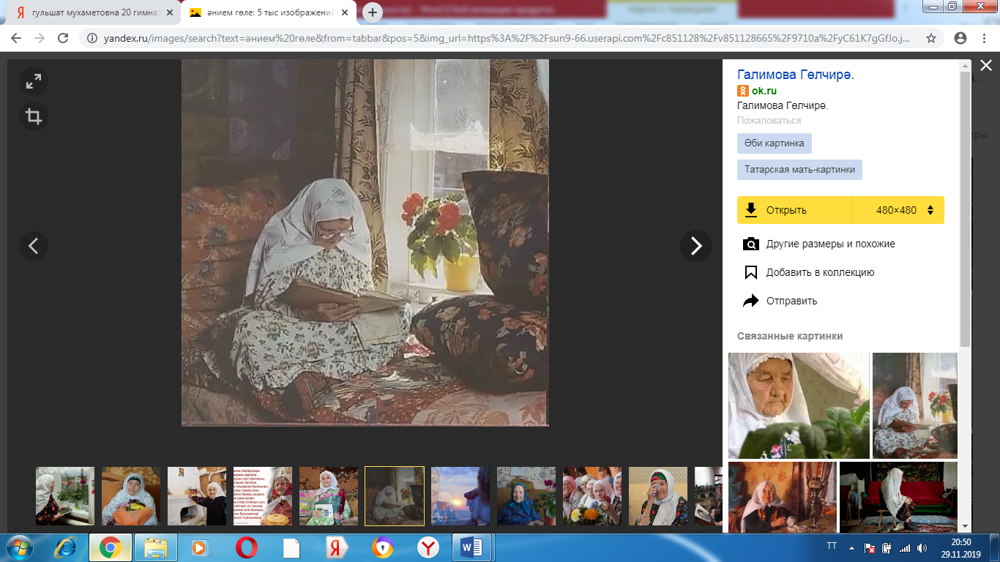 гульшат мухаметовна 20 гимна
әнием гөле: 5 тыс изображений
yandex.ru/images/search?text=әнием%20гөле&from=tabbar&pos=5&img_url=https%3A%2F%2Fsun9-66.userapi.com%2Fc851128%2Fv851128665%2F9710a%2FyC61K7gGfJo.j...
Галимова Гөлчирә.
ok.ru
Галимова Гөлчирә.
Пожаловаться
Әби картинка
Татарская мать-картинки
Открыть 480×480
Другие размеры и похожие
Добавить в коллекцию
Отправить
Связанные картинки
TT
20:50
29.11.2019